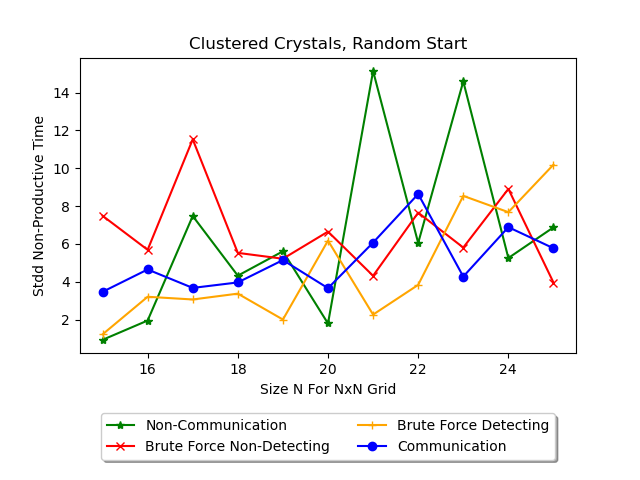 Clustered Crystals, Random Start
Stdd Non-Productive Time
14
12
10
8
6
4
2
16 18 20 22 24
Size N For NxN Grid
Non-Communication
Brute Force Non-Detecting
Brute Force Detecting
Communication